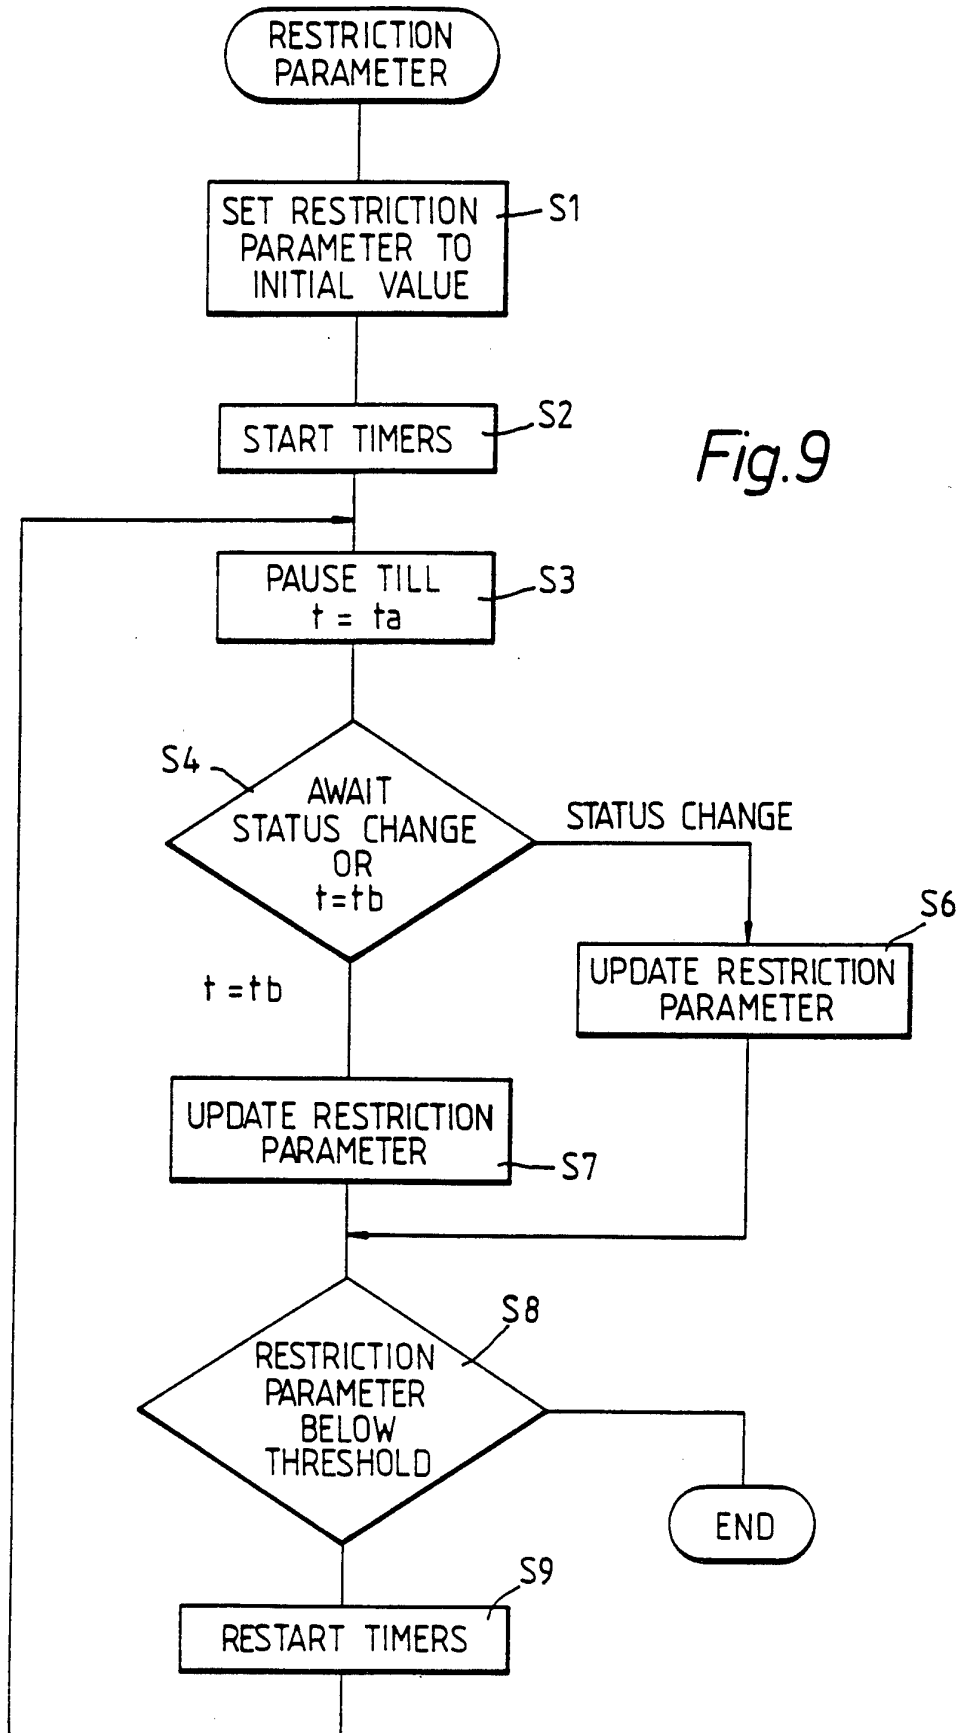 RESTRICTION
PARAMETER
SET RESTRICTION
PARAMETER TO
INITIAL VALUE
S1
START TIMERS
S2
Fig.9
PAUSE TILL
t = ta
S3
S4
AWAIT
STATUS CHANGE
OR
t=tb
STATUS CHANGE
S6
UPDATE RESTRICTION
PARAMETER
t =tb
UPDATE RESTRICTION
PARAMETER
S7
S8
RESTRICTION
PARAMETER
BELOW
THRESHOLD
END
S9
RESTART TIMERS